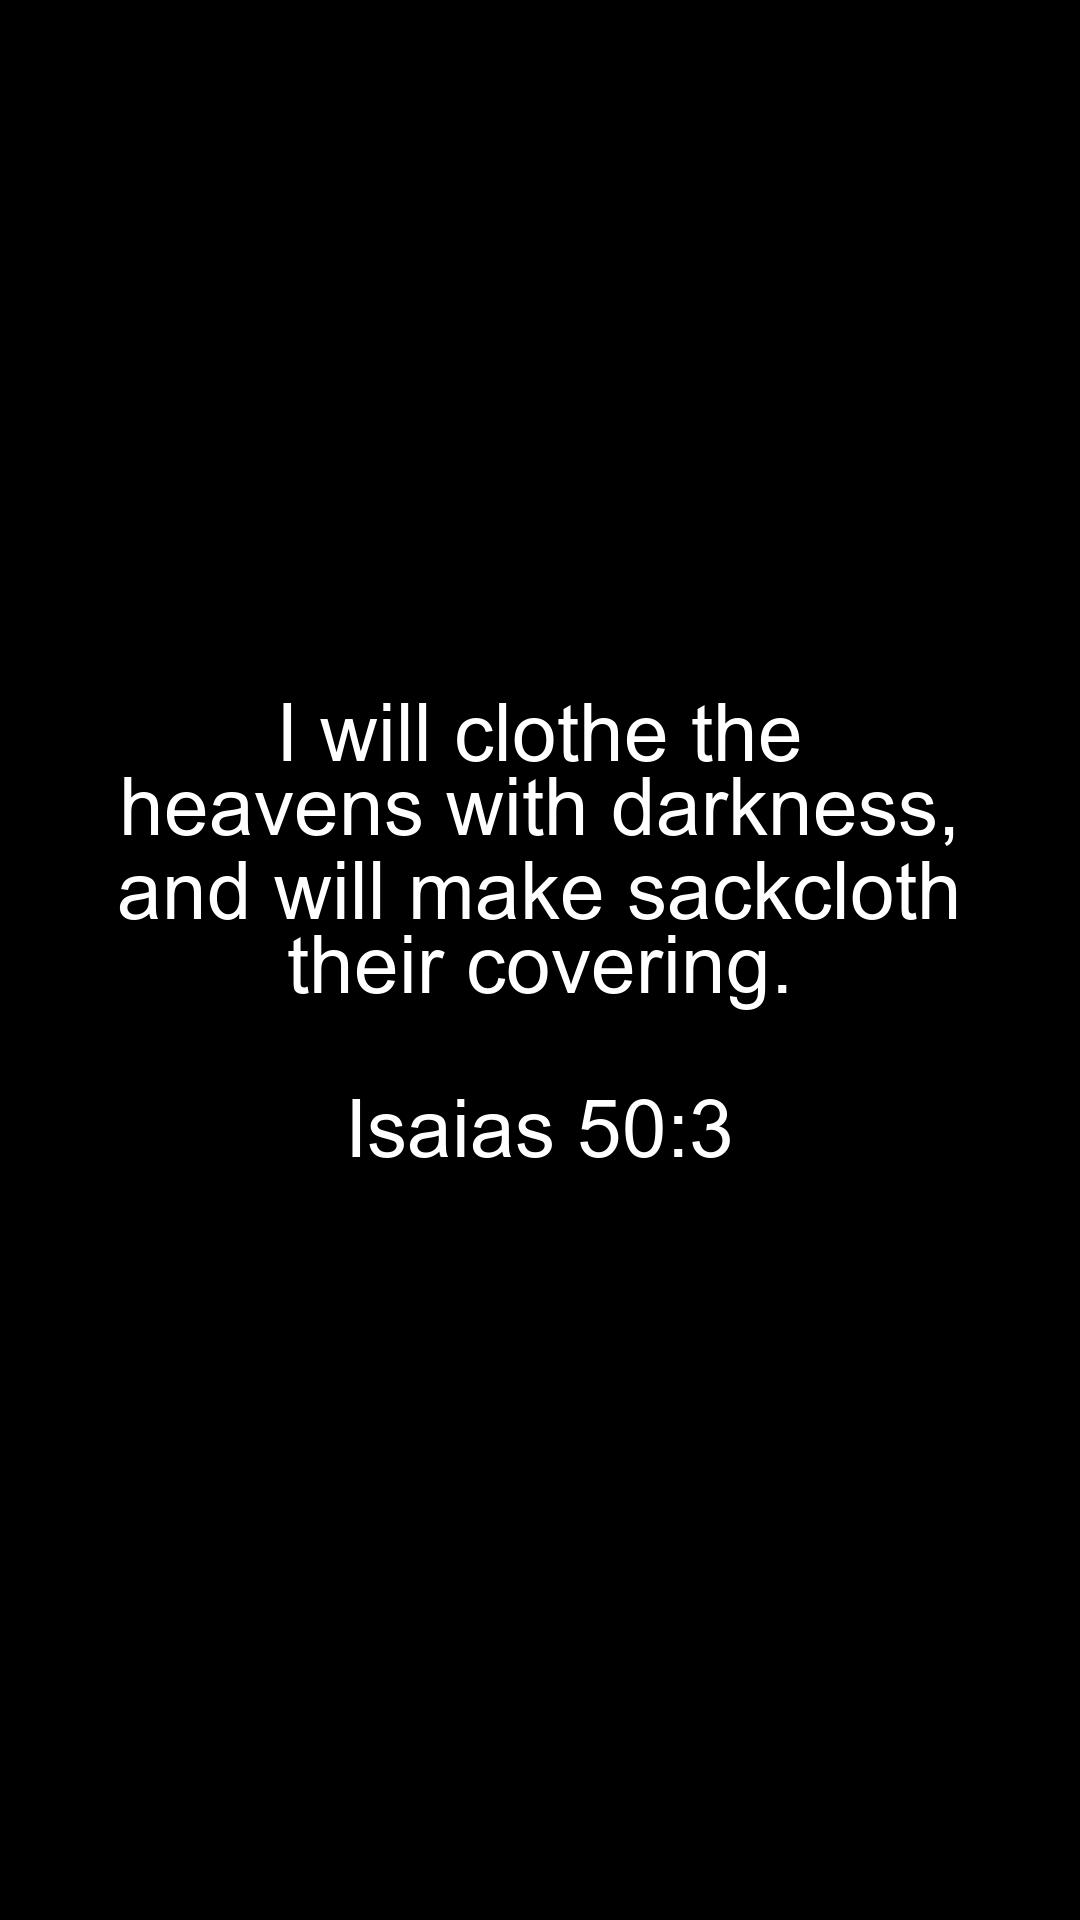 I will clothe the
heavens with darkness,
and will make sackcloth
their covering.
Isaias 50:3